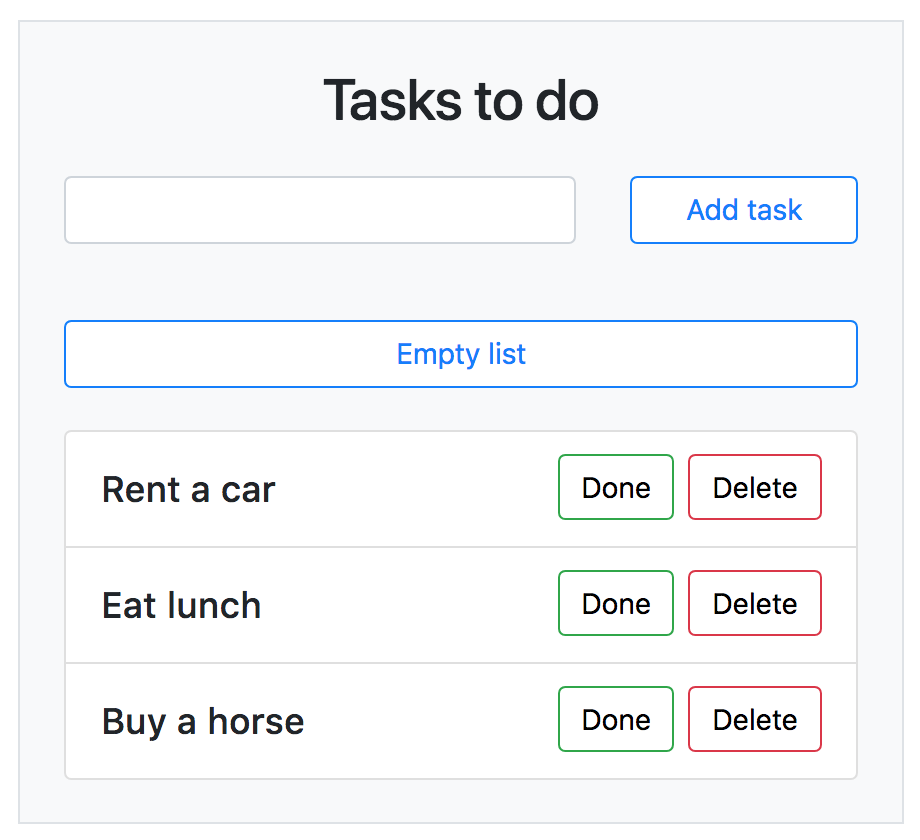 Tasks to do
Add task
Empty list
Rent a car Done Delete
Eat lunch Done Delete
Buy a horse Done Delete